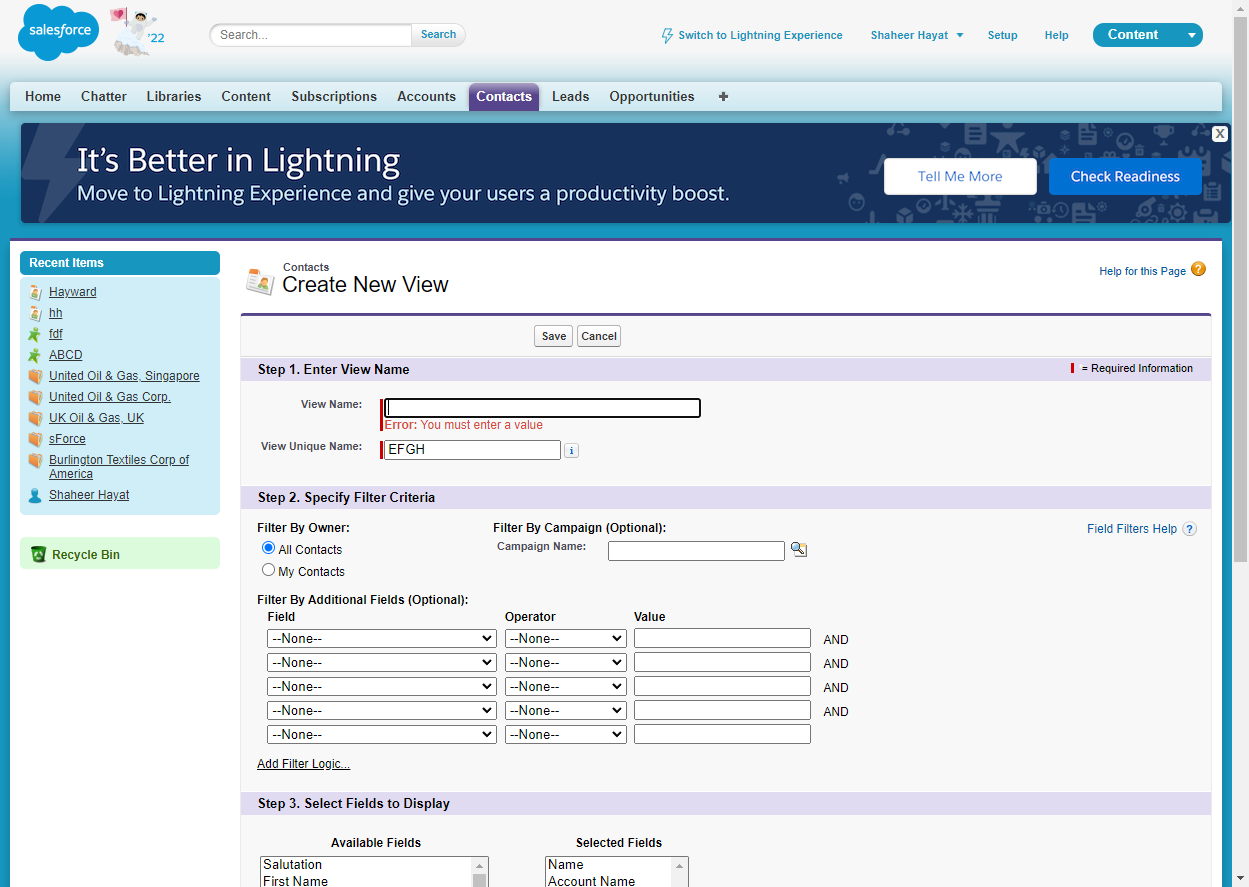 salesforce
'22
Search...
Search
Switch to Lightning Experience
Shaheer Hayat
Setup
Help
Content
Home Chatter Libraries Content Subscriptions Accounts Contacts Leads Opportunities +
It's Better in Lightning
Move to Lightning Experience and give your users a productivity boost.
Tell Me More
Check Readiness
X
Recent Items
Hayward
hh
fdf
ABCD
United Oil & Gas, Singapore
United Oil & Gas Corp.
UK Oil & Gas, UK
sForce
Burlington Textiles Corp of
America
Shaheer Hayat
Recycle Bin
Contacts
Create New View
Help for this Page ?
Save Cancel
Step 1. Enter View Name
= Required Information
View Name:
Error: You must enter a value
View Unique Name: EFGH i
Step 2. Specify Filter Criteria
Filter By Owner:
All Contacts
My Contacts
Filter By Campaign (Optional):
Campaign Name:
Field Filters Help ?
Filter By Additional Fields (Optional):
Field Operator Value
--None-- --None-- AND
--None-- --None-- AND
--None-- --None-- AND
--None-- --None-- AND
--None-- --None--
Add Filter Logic...
Step 3. Select Fields to Display
Available Fields Selected Fields
Salutation Name
First Name Account Name